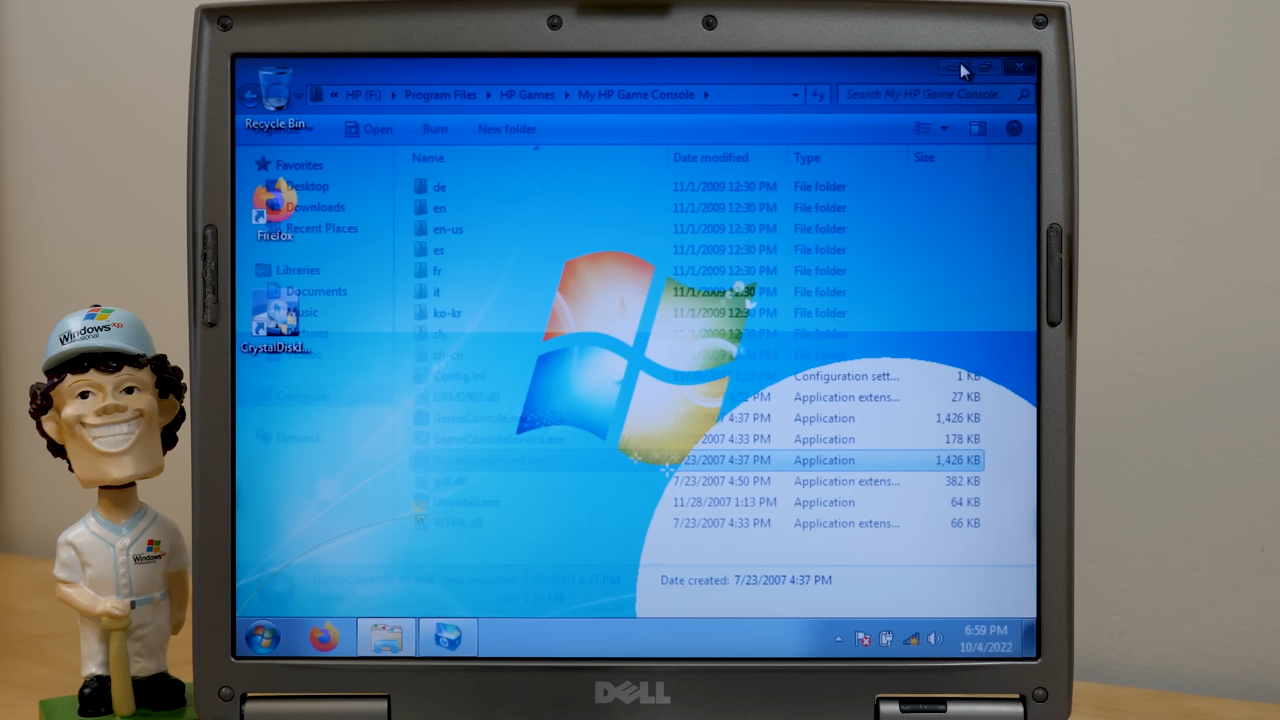 HP (F:) Program Files HP Games My HP Game Console
Search My HP Game Console
Recycle Bin
Open Burn New folder
Name Date modified Type Size
Favorites
Desktop
Downloads
Recent Places
Firefox
Libraries
Documents
Music
CrystalDiskI...
Computer
Network
de 11/1/2009 12:30 PM File folder
en 11/1/2009 12:30 PM File folder
en-us 11/1/2009 12:30 PM File folder
es 11/1/2009 12:30 PM File folder
fr 11/1/2009 12:30 PM File folder
it 11/1/2009 12:30 PM File folder
ko-kr 11/1/2009 12:30 PM File folder
zh
zh-cn
Config.ini Configuration sett... 1 KB
DRM0302.dll PM Application extens... 27 KB
4:37 PM Application 1,426 KB
GameConsoleService.exe 2007 4:33 PM Application 178 KB
23/2007 4:37 PM Application 1,426 KB
gdf.dll 7/23/2007 4:50 PM Application extens... 382 KB
Uninstall.exe 11/28/2007 1:13 PM Application 64 KB
WTHk.dll 7/23/2007 4:33 PM Application extens... 66 KB
7/23/2007 4:37 PM Date created: 7/23/2007 4:37 PM
6:59 PM
10/4/2022
DELL
Windows xp
Professional
Windows